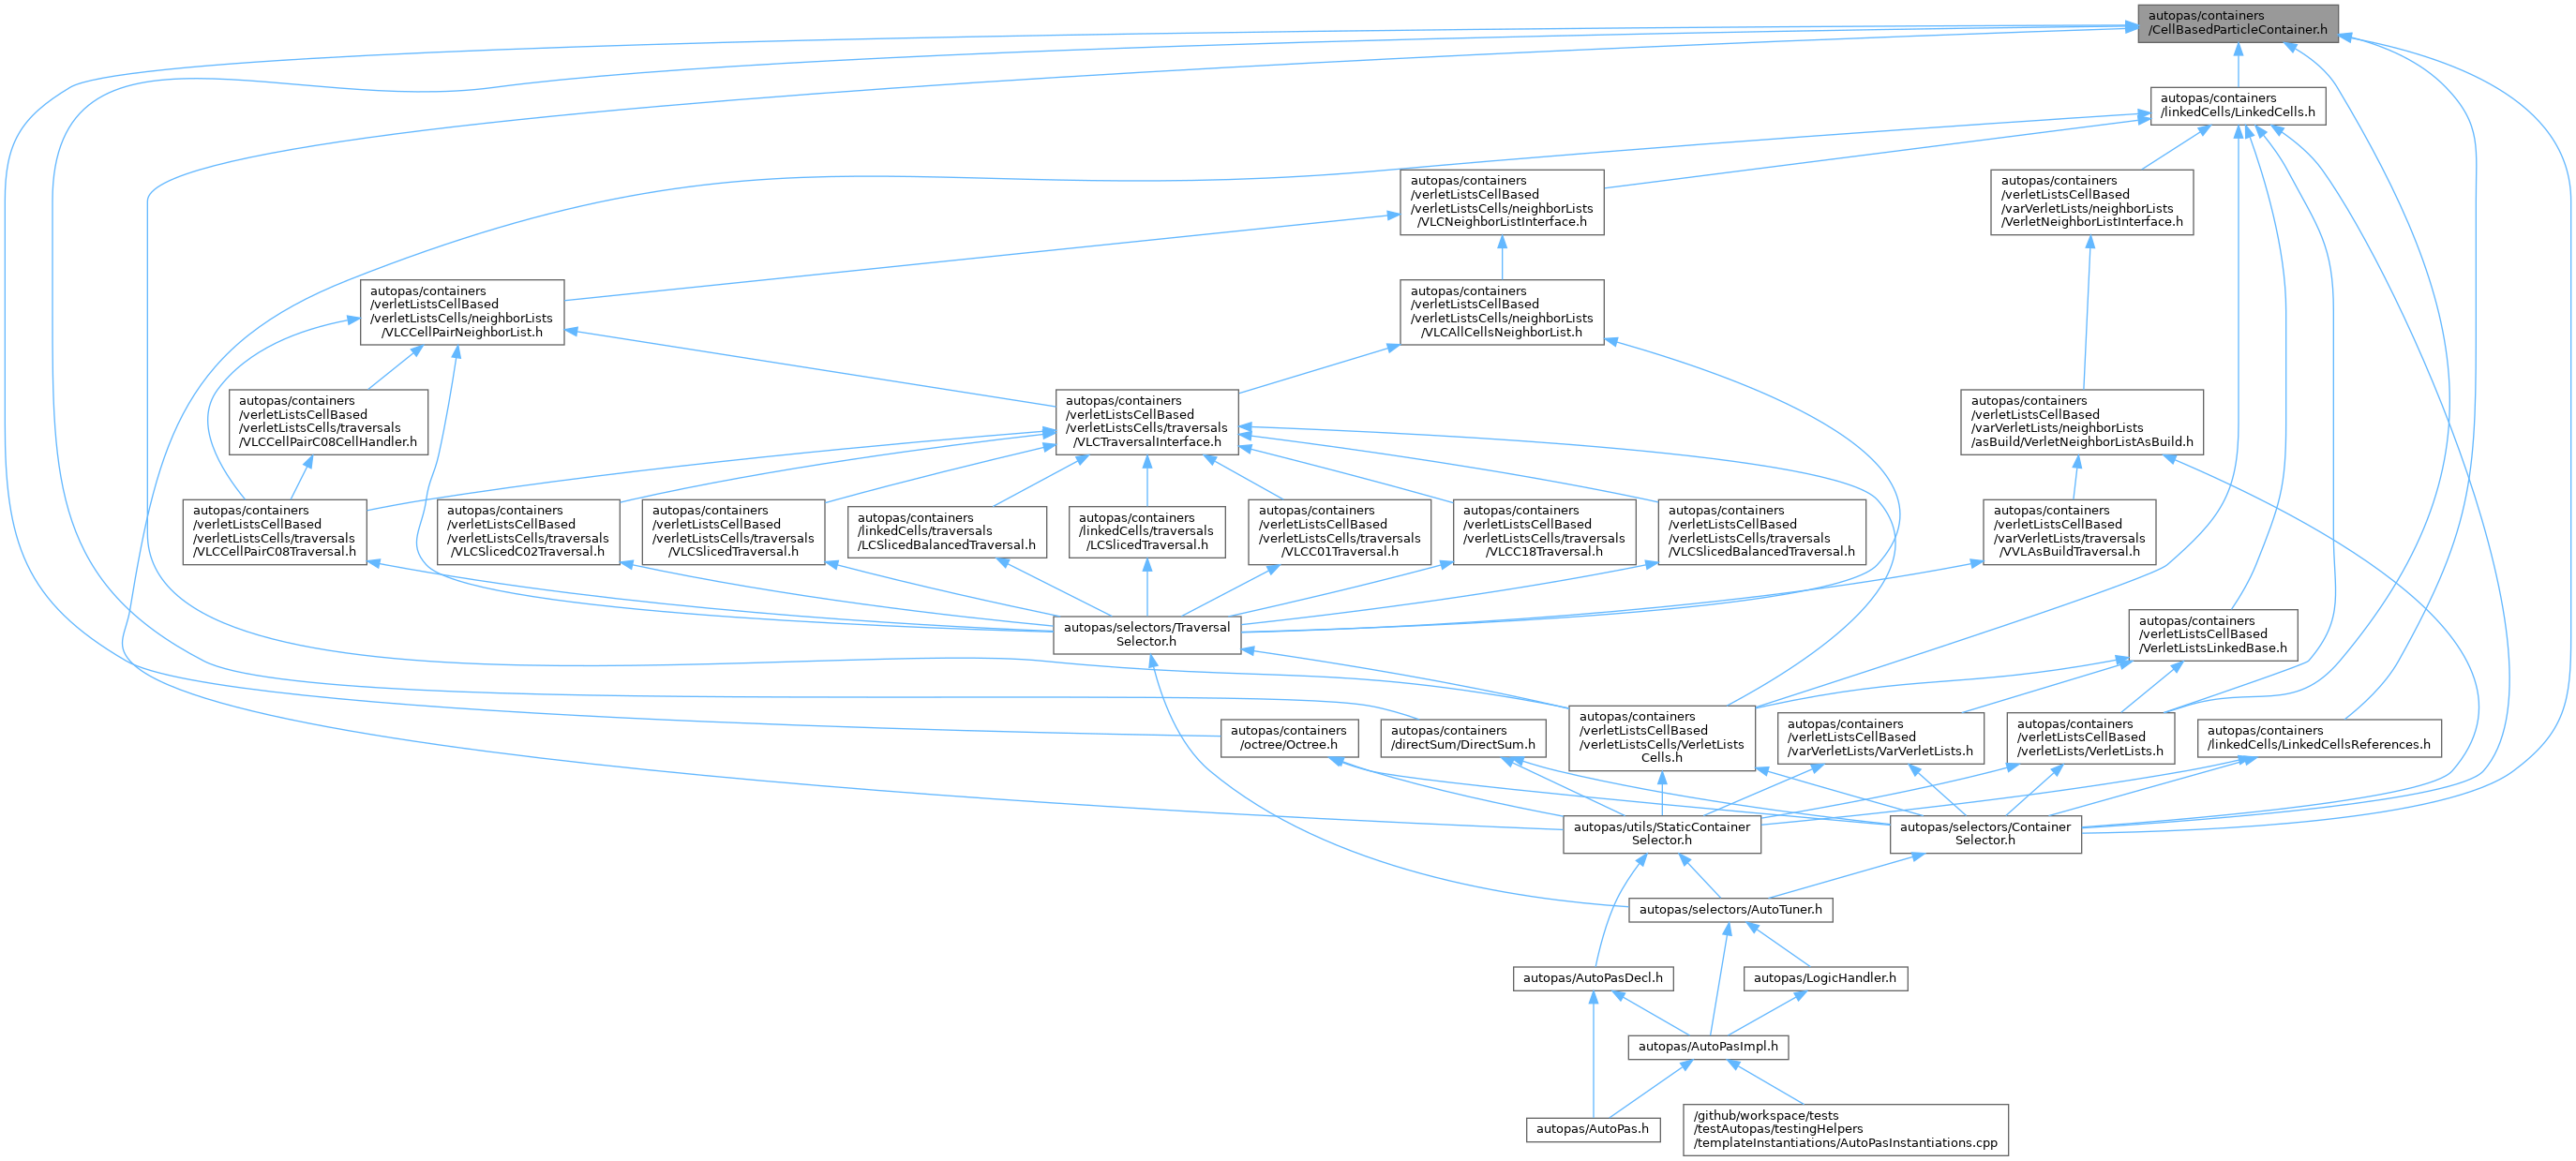 autopas/containers
/CellBasedParticleContainer.h
autopas/containers
/linkedCells/LinkedCells.h
autopas/containers
/verletListsCellBased
/verletListsCells/neighborLists
/VLCNeighborListInterface.h
autopas/containers
/verletListsCellBased
/varVerletLists/neighborLists
/VerletNeighborListInterface.h
autopas/containers
/verletListsCellBased
/verletListsCells/neighborLists
/VLCCellPairNeighborList.h
autopas/containers
/verletListsCellBased
/verletListsCells/neighborLists
/VLCAllCellsNeighborList.h
autopas/containers
/verletListsCellBased
/verletListsCells/traversals
/VLCCellPairC08CellHandler.h
autopas/containers
/verletListsCellBased
/verletListsCells/traversals
/VLCTraversalInterface.h
autopas/containers
/verletListsCellBased
/varVerletLists/neighborLists
/asBuild/VerletNeighborListAsBuild.h
autopas/containers
/verletListsCellBased
/verletListsCells/traversals
/VLCCellPairC08Traversal.h
autopas/containers
/verletListsCellBased
/verletListsCells/traversals
/VLCSlicedC02Traversal.h
autopas/containers
/verletListsCellBased
/verletListsCells/traversals
/VLCSlicedTraversal.h
autopas/containers
/linkedCells/traversals
/LCSlicedBalancedTraversal.h
autopas/containers
/linkedCells/traversals
/LCSlicedTraversal.h
autopas/containers
/verletListsCellBased
/verletListsCells/traversals
/VLCC01Traversal.h
autopas/containers
/verletListsCellBased
/verletListsCells/traversals
/VLCC18Traversal.h
autopas/containers
/verletListsCellBased
/verletListsCells/traversals
/VLCSlicedBalancedTraversal.h
autopas/containers
/verletListsCellBased
/varVerletLists/traversals
/VVLAsBuildTraversal.h
autopas/selectors/Traversal
Selector.h
autopas/containers
/verletListsCellBased
/VerletListsLinkedBase.h
autopas/containers
/octree/Octree.h
autopas/containers
/directSum/DirectSum.h
autopas/containers
/verletListsCellBased
/verletListsCells/VerletLists
Cells.h
autopas/containers
/verletListsCellBased
/varVerletLists/VarVerletLists.h
autopas/containers
/verletListsCellBased
/verletLists/VerletLists.h
autopas/containers
/linkedCells/LinkedCellsReferences.h
autopas/utils/StaticContainer
Selector.h
autopas/selectors/Container
Selector.h
autopas/selectors/AutoTuner.h
autopas/AutoPasDecl.h
autopas/LogicHandler.h
autopas/AutoPasImpl.h
autopas/AutoPas.h
/github/workspace/tests
/testAutopas/testingHelpers
/templateInstantiations/AutoPasInstantiations.cpp